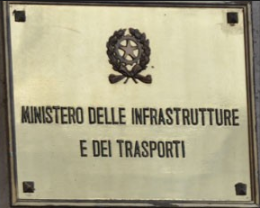 MINISTERO DELLE INFRASTRUTTURE
E DEI TRASPORTI